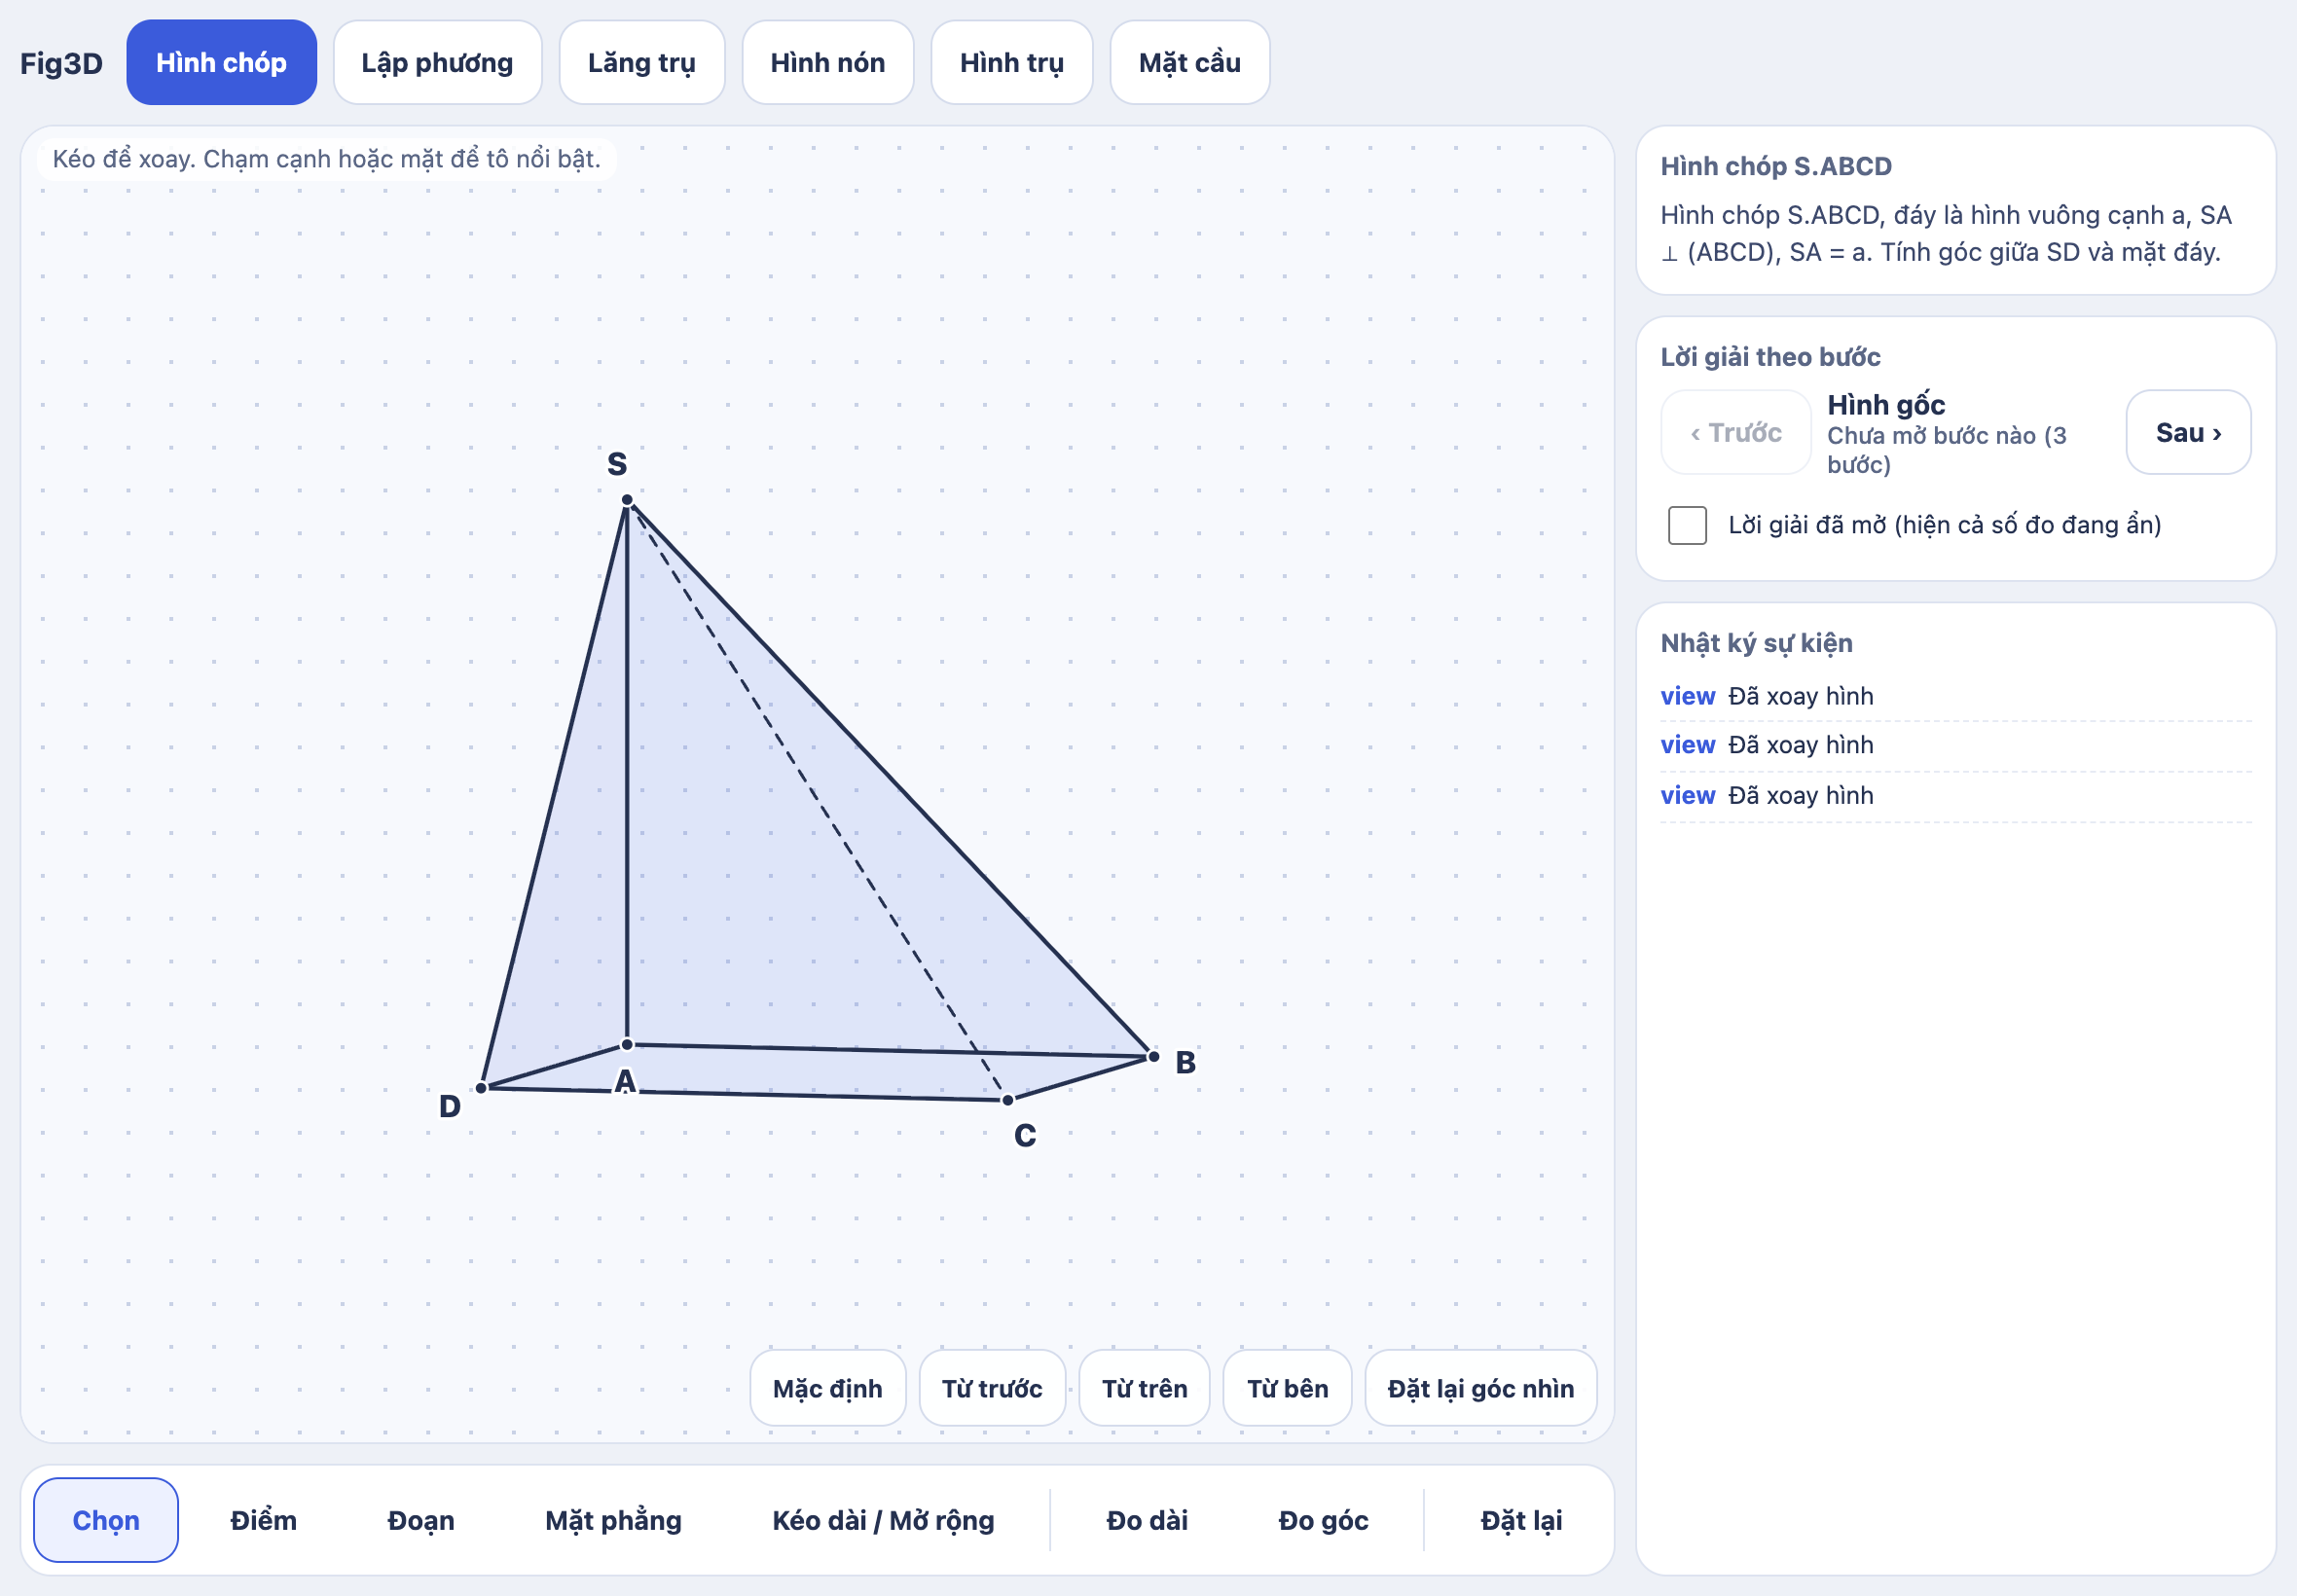 Fig3D
Hình chóp
Lập phương
Lăng trụ
Hình nón
Hình trụ
Mặt cầu
Kéo để xoay. Chạm cạnh hoặc mặt để tô nổi bật.
S
A
B
D
C
Mặc định
Từ trước
Từ trên
Từ bên
Đặt lại góc nhìn
Chọn
Điểm
Đoạn
Mặt phẳng
Kéo dài / Mở rộng
Đo dài
Đo góc
Đặt lại
Hình chóp S.ABCD
Hình chóp S.ABCD, đáy là hình vuông cạnh a, SA
⊥ (ABCD), SA = a. Tính góc giữa SD và mặt đáy.
Lời giải theo bước
‹ Trước
Hình gốc
Chưa mở bước nào (3
bước)
Sau ›
Lời giải đã mở (hiện cả số đo đang ẩn)
Nhật ký sự kiện
view Đã xoay hình
view Đã xoay hình
view Đã xoay hình